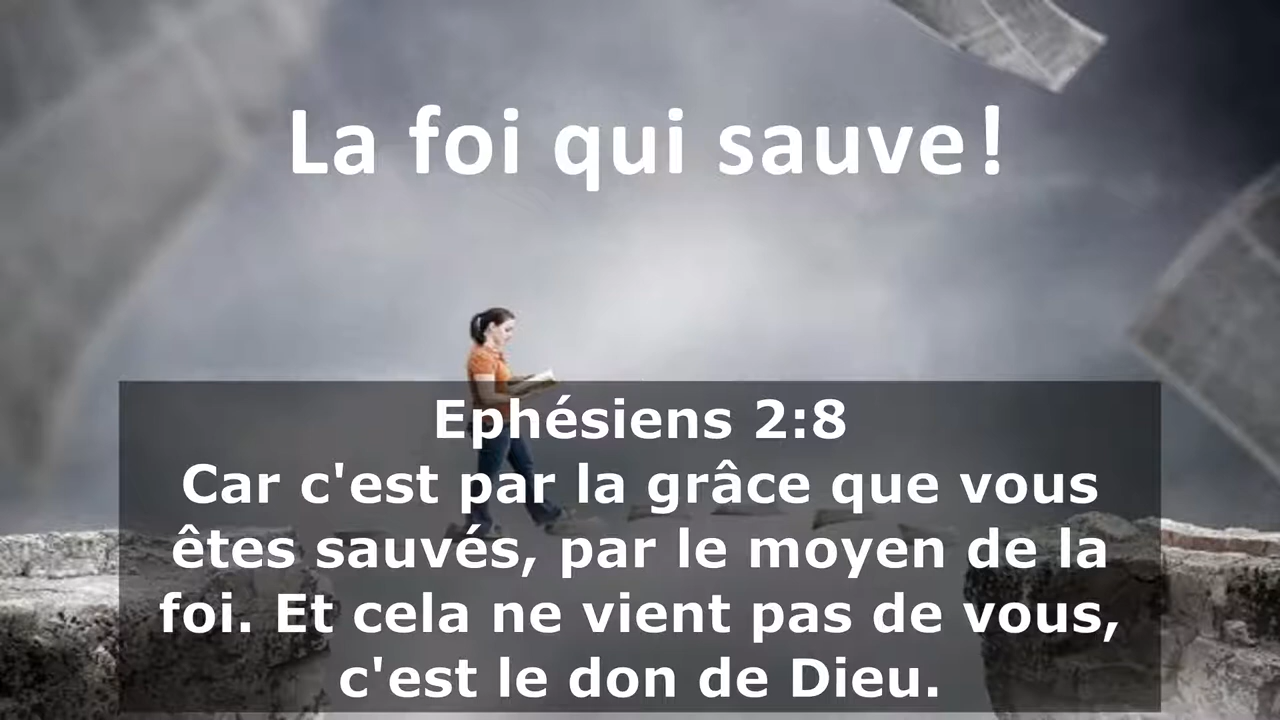 La foi qui sauve!
Ephésiens 2:8
Car c'est par la grâce que vous
êtes sauvés, par le moyen de la
foi. Et cela ne vient pas de vous,
c'est le don de Dieu.